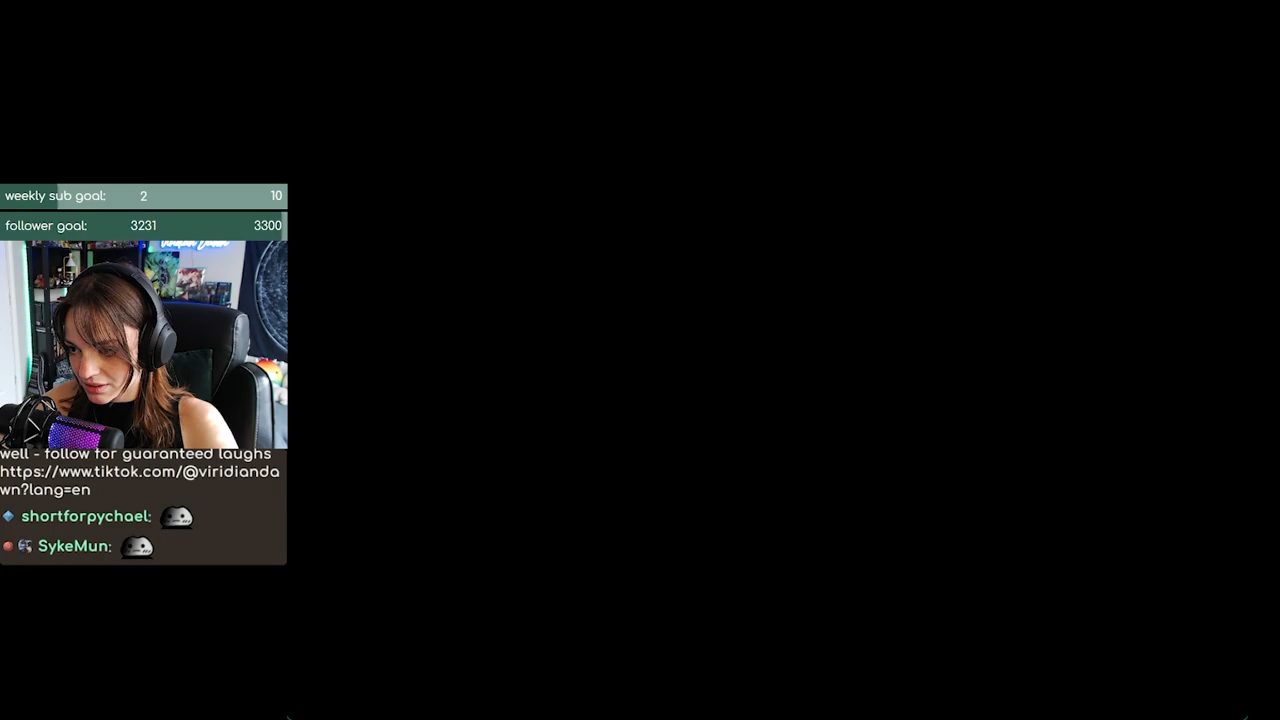 weekly sub goal: 2 10
follower goal: 3231 3300
well - follow for guaranteed laughs
https://www.tiktok.com/@viridianda
wn?lang=en
shortforpychael:
SykeMun: